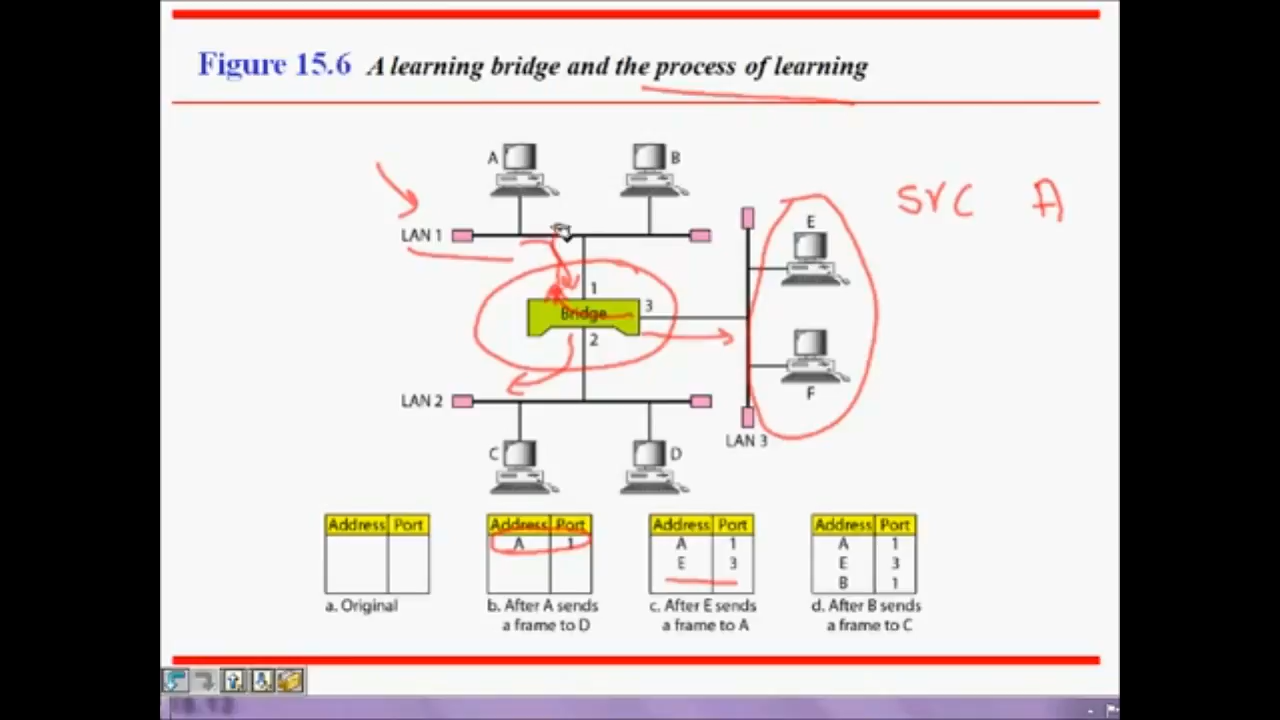 Figure 15.6 A learning bridge and the process of learning
A B
src A
LAN 1
E
1
Bridge 3
2
F
LAN 2
LAN 3
C D
Address Port
a. Original
Address Port
A 1
b. After A sends
a frame to D
Address Port
A 1
E 3
c. After E sends
a frame to A
Address Port
A 1
E 3
B 1
d. After B sends
a frame to C